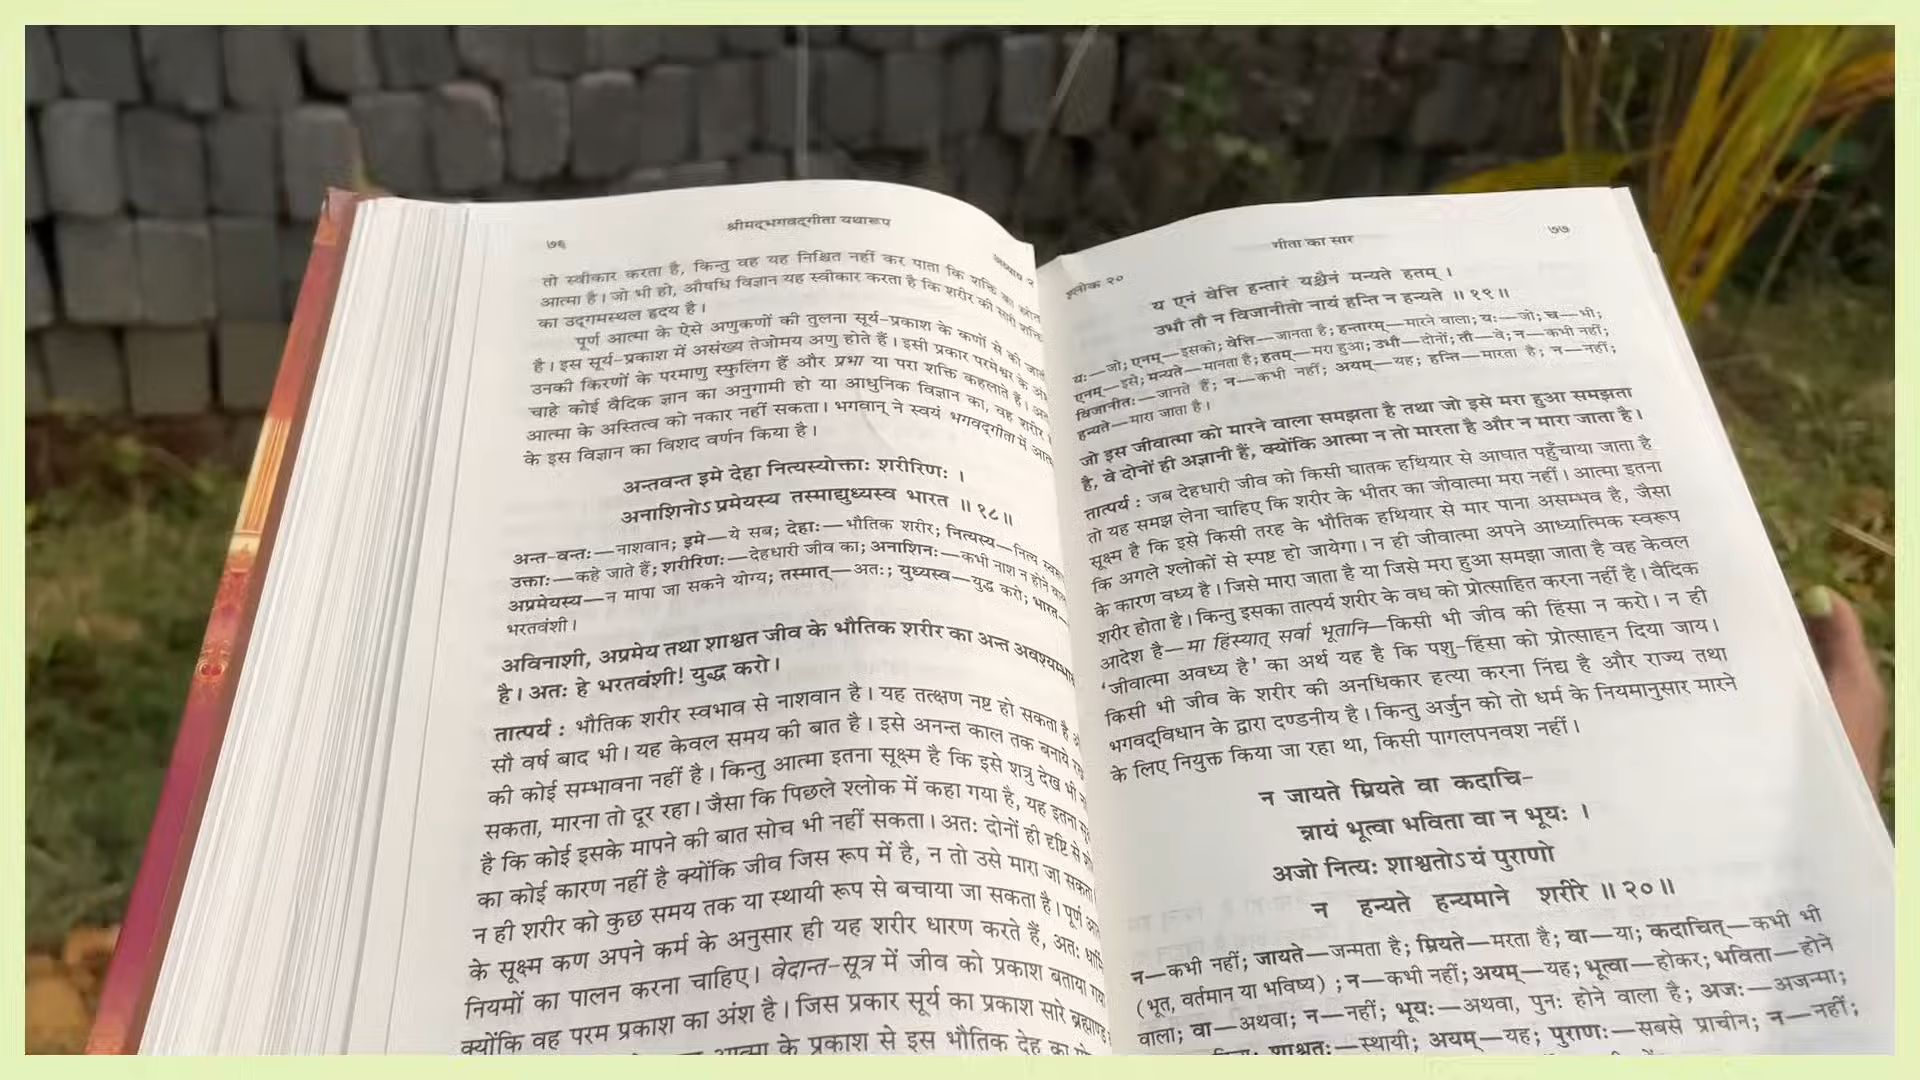 ७६
श्रीमद्भगवद्गीता यथारूप
अध्याय २
तो स्वीकार करता है, किन्तु वह यह निश्चित नहीं कर पाता कि शक्ति का स्रोत
आत्मा है। जो भी हो, औषधि विज्ञान यह स्वीकार करता है कि शरीर की सारी शक्ति
का उद्गमस्थल हृदय है।
पूर्ण आत्मा के ऐसे अणुकणों की तुलना सूर्य-प्रकाश के कणों से की जाती
है। इस सूर्य-प्रकाश में असंख्य तेजोमय अणु होते हैं। इसी प्रकार परमेश्वर के
उनकी किरणों के परमाणु स्फुलिंग हैं और प्रभा या परा शक्ति कहलाते हैं।
चाहे कोई वैदिक ज्ञान का अनुगामी हो या आधुनिक विज्ञान का, वह शरीर
आत्मा के अस्तित्व को नकार नहीं सकता। भगवान् ने स्वयं भगवद्गीता में
के इस विज्ञान का विशद वर्णन किया है।
अन्तवन्त इमे देहा नित्यस्योक्ताः शरीरिणः ।
अनाशिनोऽप्रमेयस्य तस्माद्युध्यस्व भारत ॥१८॥
अन्त-वन्तः—नाशवान; इमे—ये सब; देहाः—भौतिक शरीर; नित्यस्य—नित्य
उक्ताः—कहे जाते हैं; शरीरिणः—देहधारी जीव का; अनाशिनः—कभी नाश न होने
अप्रमेयस्य—न मापा जा सकने योग्य; तस्मात्—अतः; युध्यस्व—युद्ध करो; भारत—
भरतवंशी।
अविनाशी, अप्रमेय तथा शाश्वत जीव के भौतिक शरीर का अन्त
है। अतः हे भरतवंशी! युद्ध करो।
तात्पर्य : भौतिक शरीर स्वभाव से नाशवान है। यह तत्क्षण नष्ट हो सकता है
सौ वर्ष बाद भी। यह केवल समय की बात है। इसे अनन्त काल तक बनाये
की कोई सम्भावना नहीं है। किन्तु आत्मा इतना सूक्ष्म है कि इसे शत्रु देख भी
सकता, मारना तो दूर रहा। जैसा कि पिछले श्लोक में कहा गया है, यह इतना
है कि कोई इसके मापने की बात सोच भी नहीं सकता। अतः दोनों ही दृष्टि से
का कोई कारण नहीं है क्योंकि जीव जिस रूप में है, न तो उसे मारा जा सकता
न ही शरीर को कुछ समय तक या स्थायी रूप से बचाया जा सकता है। पूर्ण
के सूक्ष्म कण अपने कर्म के अनुसार ही यह शरीर धारण करते हैं, अतः
नियमों का पालन करना चाहिए। वेदान्त-सूत्र में जीव को प्रकाश बताया गया
क्योंकि वह परम प्रकाश का अंश है। जिस प्रकार सूर्य का प्रकाश सारे ब्रह्माण्ड
आत्मा के प्रकाश से इस भौतिक देह का
श्लोक २०
गीता का सार
७७
य एनं वेत्ति हन्तारं यश्चैनं मन्यते हतम् ।
उभौ तौ न विजानीतो नायं हन्ति न हन्यते ॥१९॥
यः—जो; एनम्—इसको; वेत्ति—जानता है; हन्तारम्—मारने वाला; यः—जो; च—भी;
एनम्—इसे; मन्यते—मानता है; हतम्—मरा हुआ; उभौ—दोनों; तौ—वे; न—कभी नहीं;
विजानीतः—जानते हैं; न—कभी नहीं; अयम्—यह; हन्ति—मारता है; न—नहीं;
हन्यते—मारा जाता है।
जो इस जीवात्मा को मारने वाला समझता है तथा जो इसे मरा हुआ समझता
है, वे दोनों ही अज्ञानी हैं, क्योंकि आत्मा न तो मारता है और न मारा जाता है।
तात्पर्य : जब देहधारी जीव को किसी घातक हथियार से आघात पहुँचाया जाता है
तो यह समझ लेना चाहिए कि शरीर के भीतर का जीवात्मा मरा नहीं। आत्मा इतना
सूक्ष्म है कि इसे किसी तरह के भौतिक हथियार से मार पाना असम्भव है, जैसा
कि अगले श्लोकों से स्पष्ट हो जायेगा। न ही जीवात्मा अपने आध्यात्मिक स्वरूप
के कारण वध्य है। जिसे मारा जाता है या जिसे मरा हुआ समझा जाता है वह केवल
शरीर होता है। किन्तु इसका तात्पर्य शरीर के वध को प्रोत्साहित करना नहीं है। वैदिक
आदेश है—मा हिंस्यात् सर्वा भूतानि—किसी भी जीव की हिंसा न करो। न ही
‘जीवात्मा अवध्य है’ का अर्थ यह है कि पशु-हिंसा को प्रोत्साहन दिया जाय।
किसी भी जीव के शरीर की अनधिकार हत्या करना निंद्य है और राज्य तथा
भगवद्विधान के द्वारा दण्डनीय है। किन्तु अर्जुन को तो धर्म के नियमानुसार मारने
के लिए नियुक्त किया जा रहा था, किसी पागलपनवश नहीं।
न जायते म्रियते वा कदाचि-
न्नायं भूत्वा भविता वा न भूयः ।
अजो नित्यः शाश्वतोऽयं पुराणो
न हन्यते हन्यमाने शरीरे ॥२०॥
न—कभी नहीं; जायते—जन्मता है; म्रियते—मरता है; वा—या; कदाचित्—कभी भी
(भूत, वर्तमान या भविष्य) ; न—कभी नहीं; अयम्—यह; भूत्वा—होकर; भविता—होने
वाला; वा—अथवा; न—नहीं; भूयः—अथवा, पुनः होने वाला है; अजः—अजन्मा;
शाश्वतः—स्थायी; अयम्—यह; पुराणः—सबसे प्राचीन; न—नहीं;